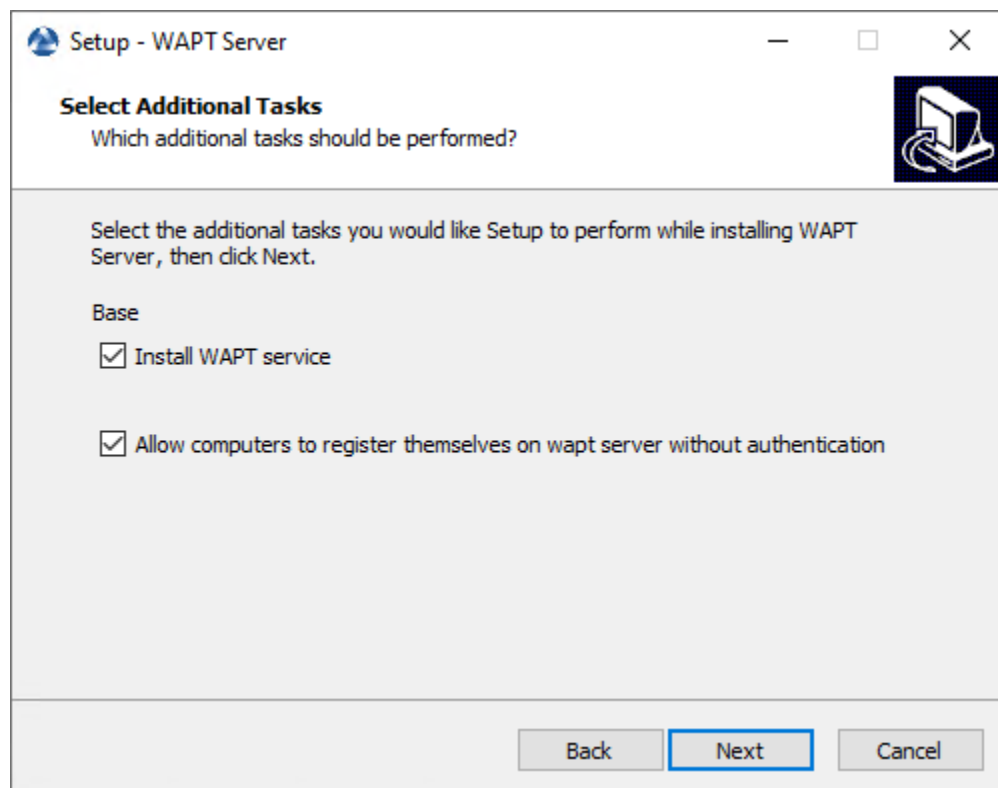 Setup - WAPT Server
Select Additional Tasks
Which additional tasks should be performed?
Select the additional tasks you would like Setup to perform while installing WAPT
Server, then click Next.
Base
Install WAPT service
Allow computers to register themselves on wapt server without authentication
Back
Next
Cancel